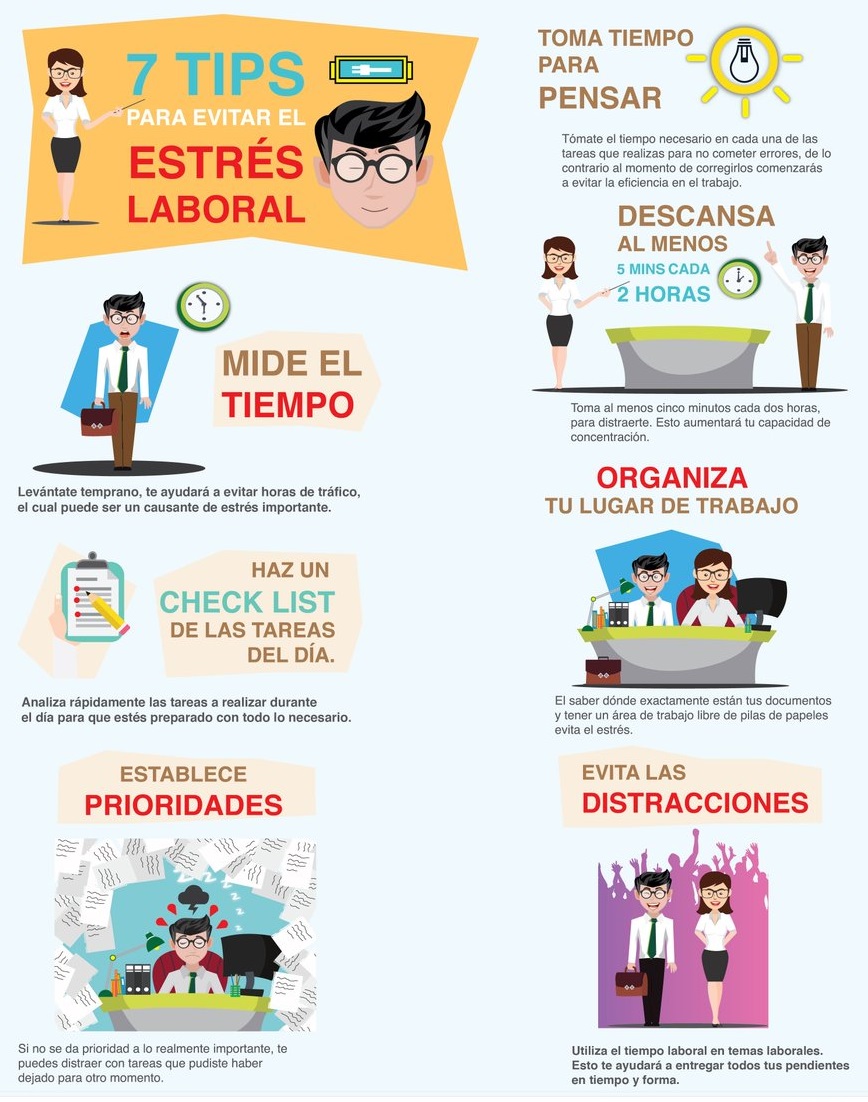 7 TIPS
PARA EVITAR EL
ESTRÉS
LABORAL
MIDE EL
TIEMPO
Levántate temprano, te ayudará a evitar horas de tráfico,
el cual puede ser un causante de estrés importante.
HAZ UN
CHECK LIST
DE LAS TAREAS
DEL DÍA.
Analiza rápidamente las tareas a realizar durante
el día para que estés preparado con todo lo necesario.
ESTABLECE
PRIORIDADES
Z Z Z Z Z Z
Si no se da prioridad a lo realmente importante, te
puedes distraer con tareas que pudiste haber
dejado para otro momento.
TOMA TIEMPO
PARA
PENSAR
Tómate el tiempo necesario en cada una de las
tareas que realizas para no cometer errores, de lo
contrario al momento de corregirlos comenzarás
a evitar la eficiencia en el trabajo.
DESCANSA
AL MENOS
5 MINS CADA
2 HORAS
Toma al menos cinco minutos cada dos horas,
para distraerte. Esto aumentará tu capacidad de
concentración.
ORGANIZA
TU LUGAR DE TRABAJO
El saber dónde exactamente están tus documentos
y tener un área de trabajo libre de pilas de papeles
evita el estrés.
EVITA LAS
DISTRACCIONES
Utiliza el tiempo laboral en temas laborales.
Esto te ayudará a entregar todos tus pendientes
en tiempo y forma.